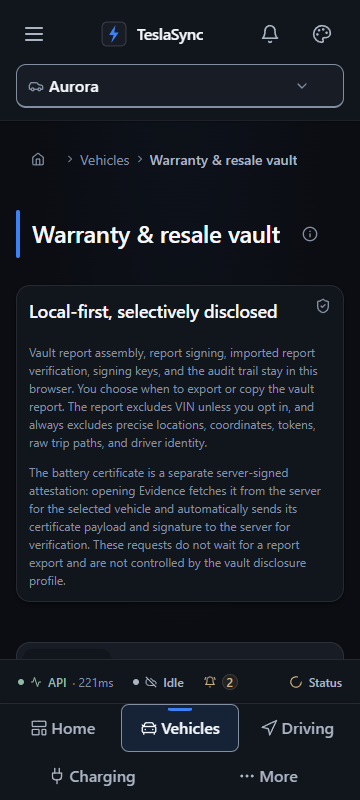 TeslaSync
Aurora
Vehicles
Warranty & resale vault
Warranty & resale vault
Local-first, selectively disclosed
Vault report assembly, report signing, imported report
verification, signing keys, and the audit trail stay in this
browser. You choose when to export or copy the vault
report. The report excludes VIN unless you opt in, and
always excludes precise locations, coordinates, tokens,
raw trip paths, and driver identity.
The battery certificate is a separate server-signed
attestation: opening Evidence fetches it from the server
for the selected vehicle and automatically sends its
certificate payload and signature to the server for
verification. These requests do not wait for a report
export and are not controlled by the vault disclosure
profile.
API · 221ms Idle 2 Status
Home Vehicles Driving
Charging More